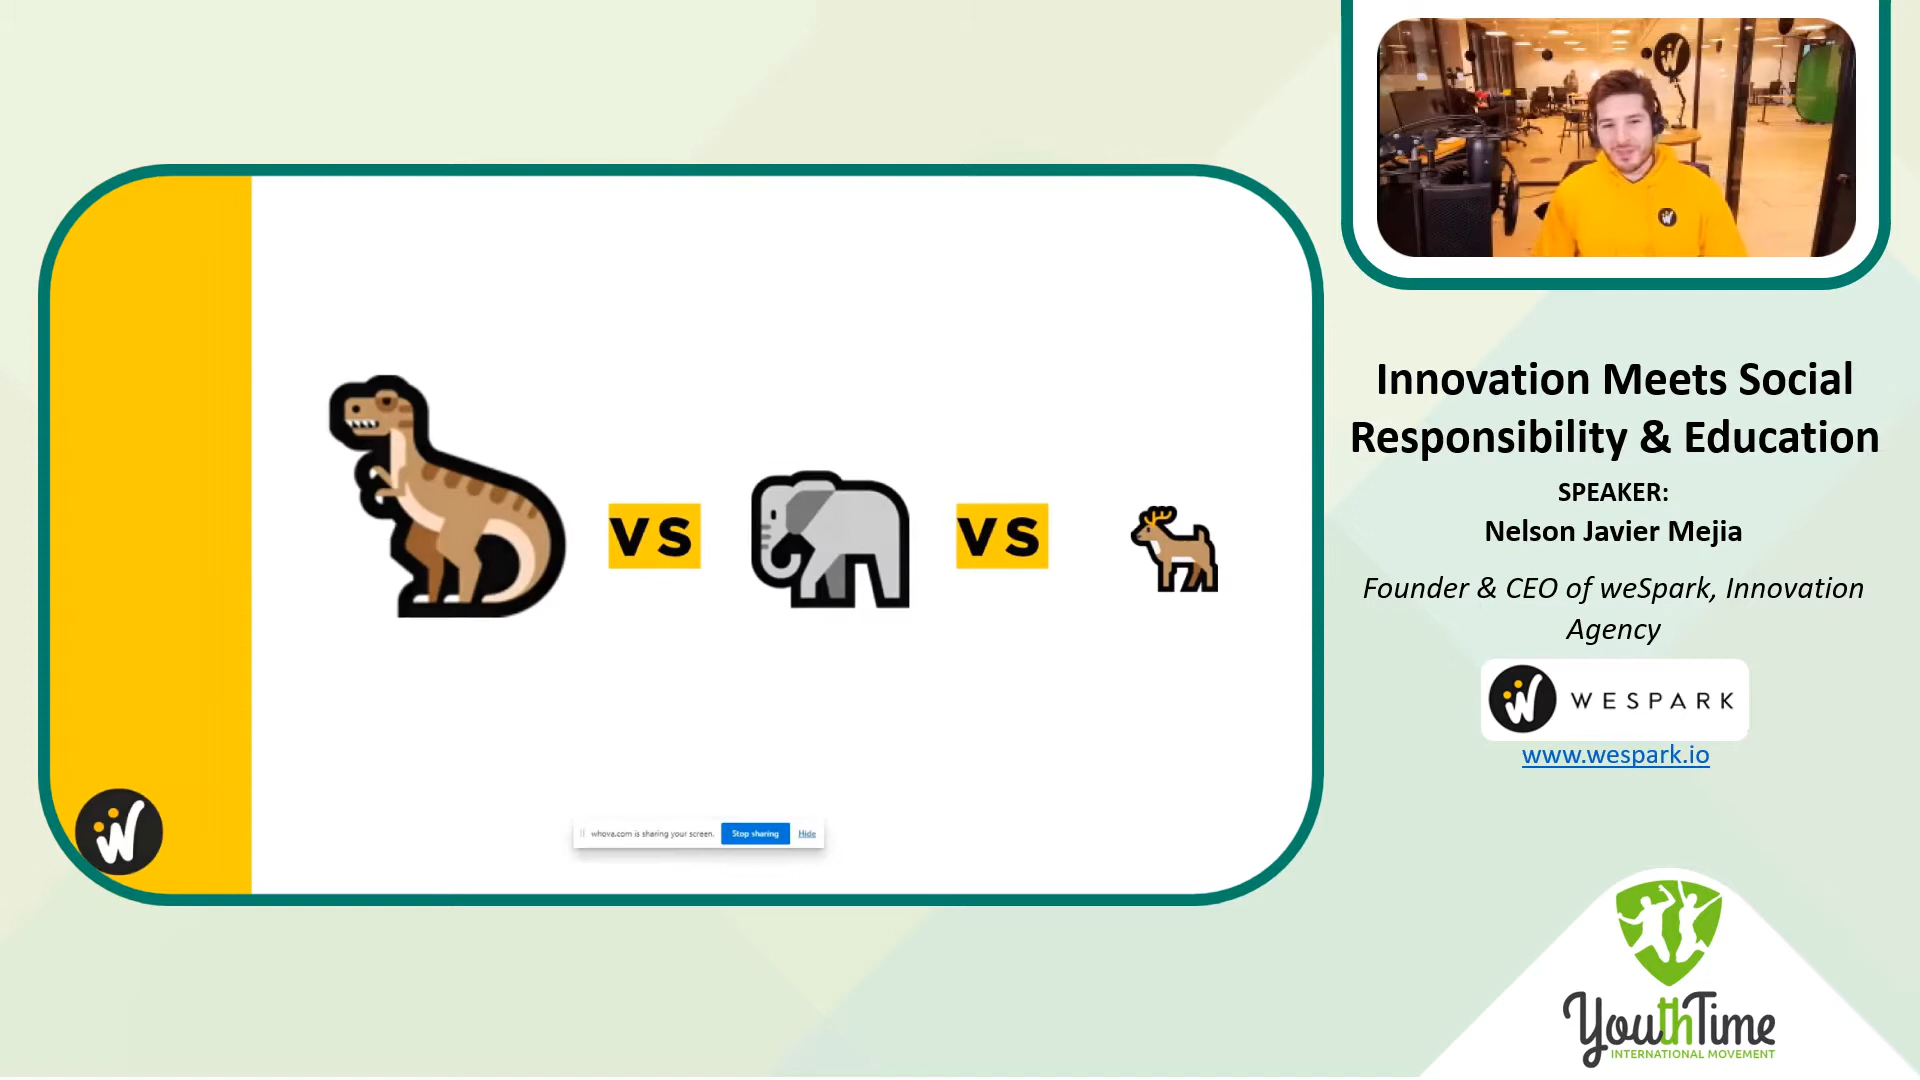 VS
VS
whova.com is sharing your screen.
Stop sharing
Hide
Innovation Meets Social
Responsibility & Education
SPEAKER:
Nelson Javier Mejia
Founder & CEO of weSpark, Innovation
Agency
WESPARK
www.wespark.io
YouthTime
INTERNATIONAL MOVEMENT